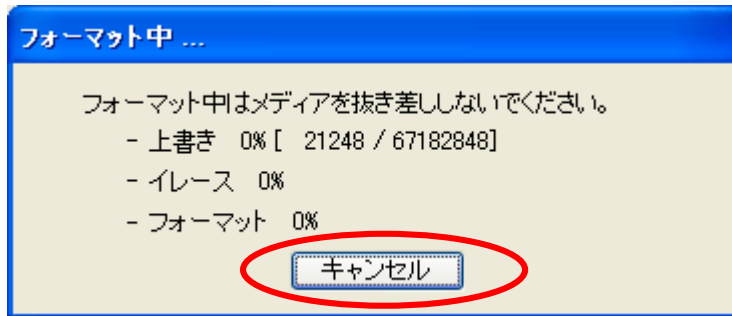 フォーマット中 ...
フォーマット中はメディアを抜き差ししないでください。
- 上書き 0% [ 21248 / 67182848]
- イレース 0%
- フォーマット 0%
キャンセル